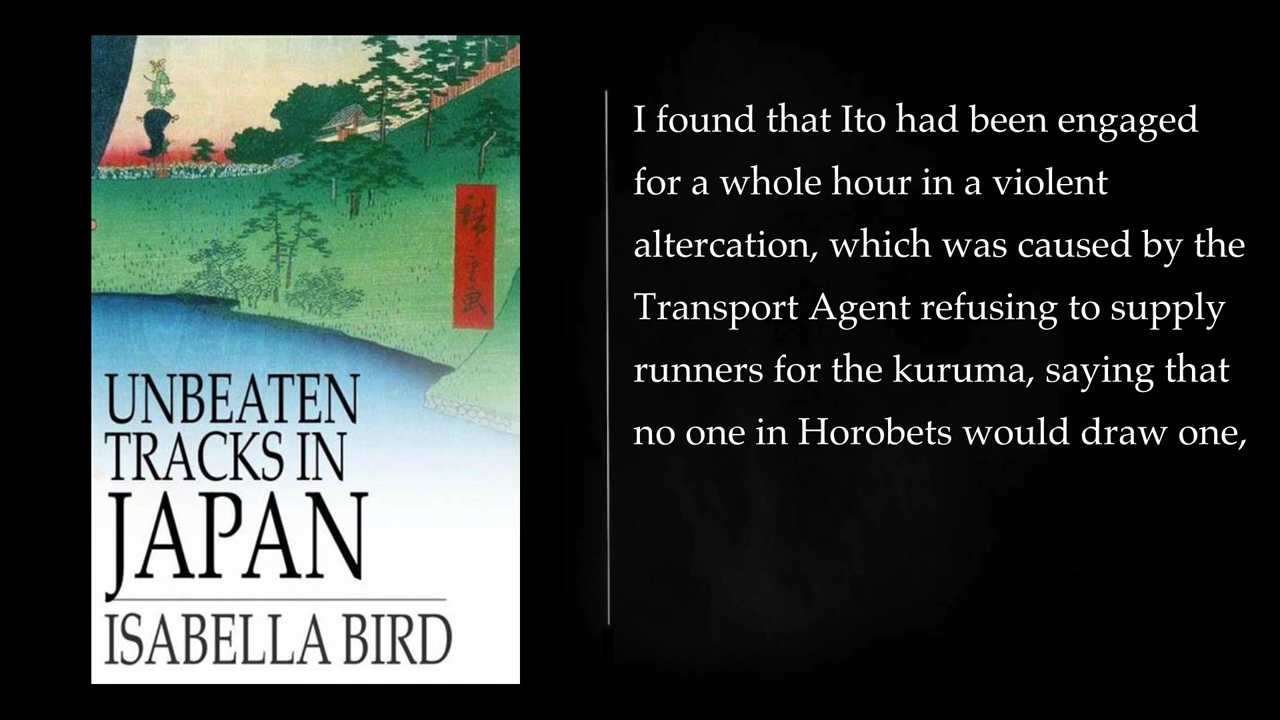 UNBEATEN
TRACKS IN
JAPAN
ISABELLA BIRD
I found that Ito had been engaged
for a whole hour in a violent
altercation, which was caused by the
Transport Agent refusing to supply
runners for the kuruma, saying that
no one in Horobets would draw one,